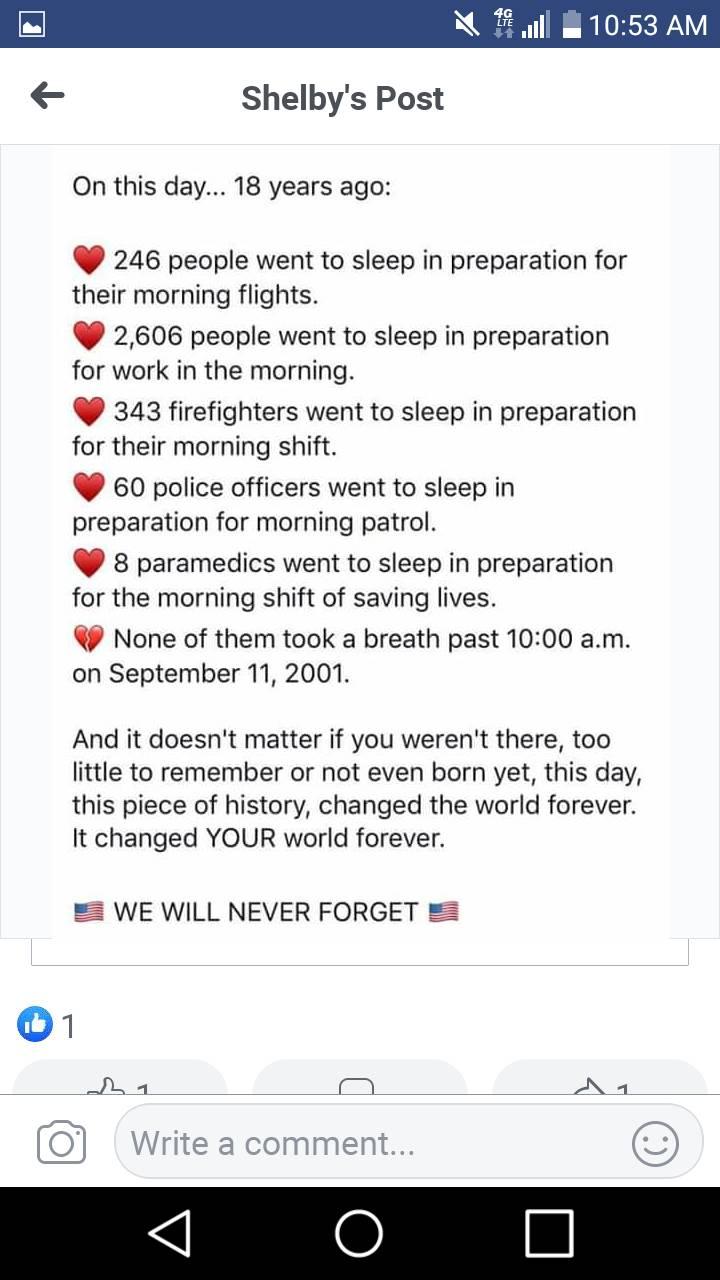 4G
LTE
10:53 AM
Shelby's Post
On this day... 18 years ago:
❤️ 246 people went to sleep in preparation for
their morning flights.
❤️ 2,606 people went to sleep in preparation
for work in the morning.
❤️ 343 firefighters went to sleep in preparation
for their morning shift.
❤️ 60 police officers went to sleep in
preparation for morning patrol.
❤️ 8 paramedics went to sleep in preparation
for the morning shift of saving lives.
💔 None of them took a breath past 10:00 a.m.
on September 11, 2001.
And it doesn't matter if you weren't there, too
little to remember or not even born yet, this day,
this piece of history, changed the world forever.
It changed YOUR world forever.
🇺🇸 WE WILL NEVER FORGET 🇺🇸
1
1 1
Write a comment...